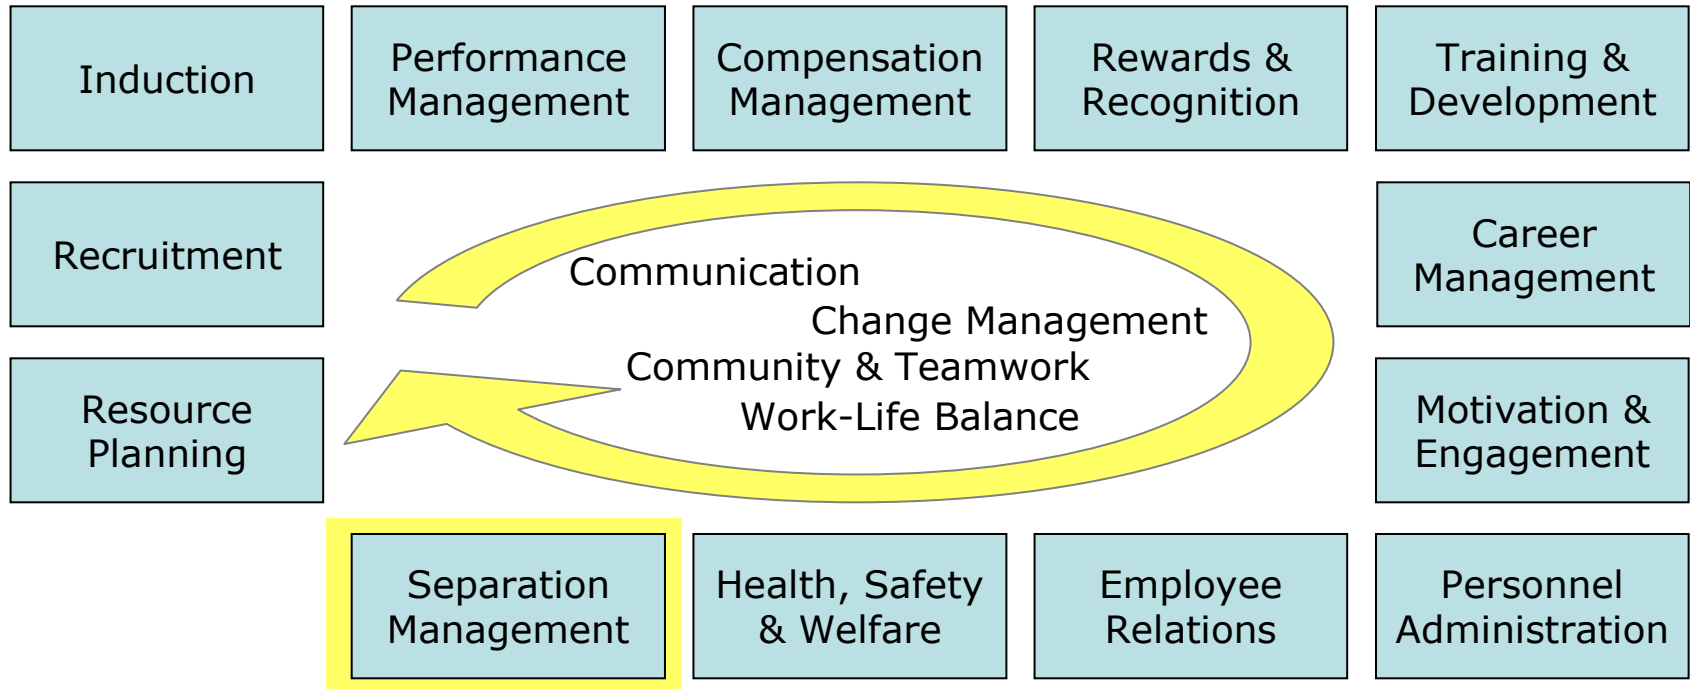 Induction
Performance
Management
Compensation
Management
Rewards &
Recognition
Training &
Development
Recruitment
Communication
Change Management
Community & Teamwork
Work-Life Balance
Career
Management
Resource
Planning
Motivation &
Engagement
Separation
Management
Health, Safety
& Welfare
Employee
Relations
Personnel
Administration